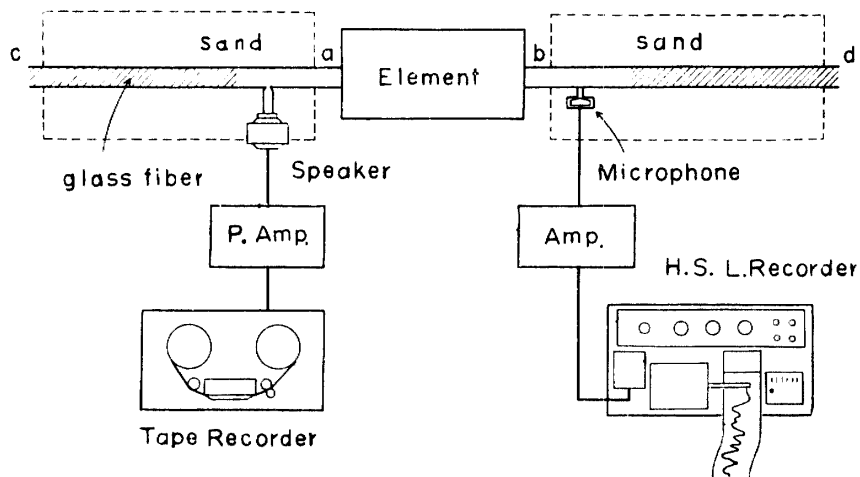 c
sand
a
Element
b
sand
d
glass fiber
Speaker
Microphone
P. Amp.
Amp.
H.S. L. Recorder
Tape Recorder